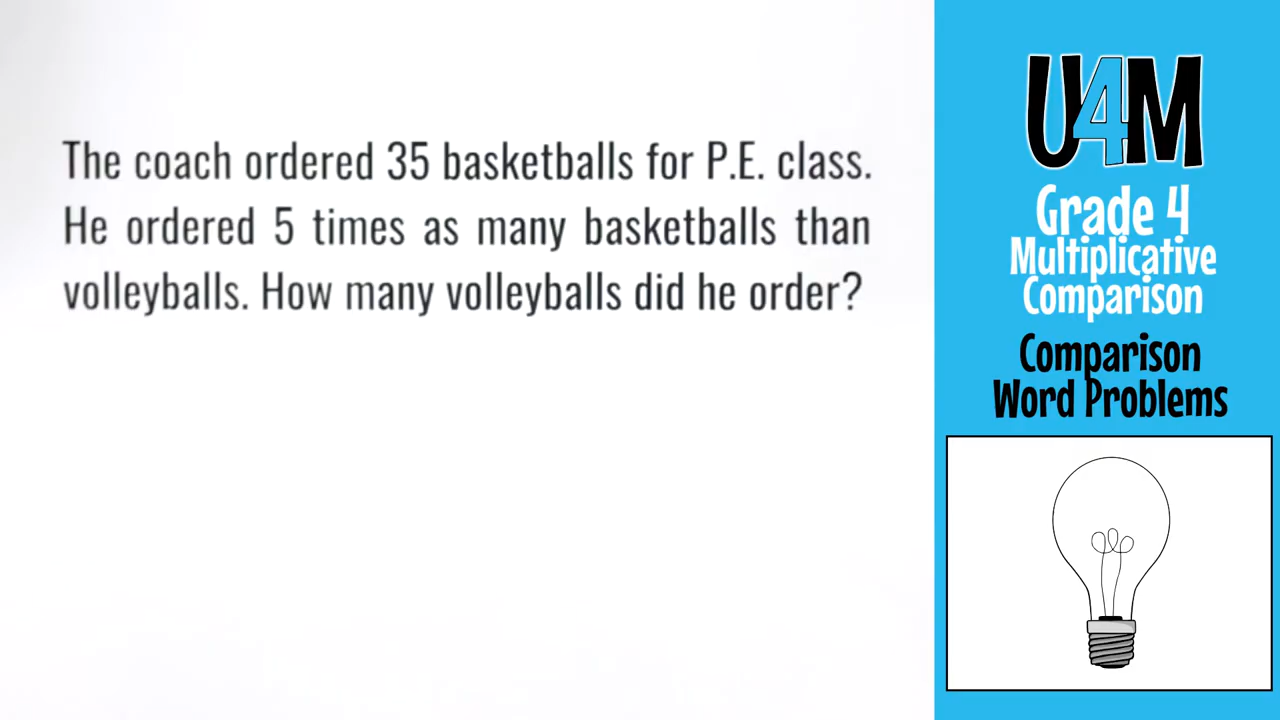 The coach ordered 35 basketballs for P.E. class.
He ordered 5 times as many basketballs than
volleyballs. How many volleyballs did he order?
U4M
Grade 4
Multiplicative
Comparison
Comparison
Word Problems